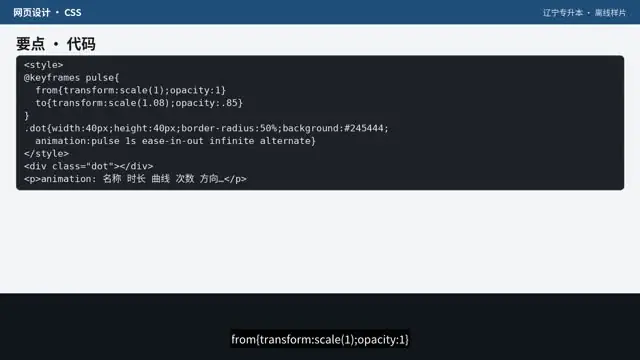 网页设计 • CSS
辽宁专升本 • 离线样片
要点 • 代码
<style>
@keyframes pulse{
  from{transform:scale(1);opacity:1}
  to{transform:scale(1.08);opacity:.85}
}
.dot{width:40px;height:40px;border-radius:50%;background:#245444;
  animation:pulse 1s ease-in-out infinite alternate}
</style>
<div class="dot"></div>
<p>animation: 名称 时长 曲线 次数 方向…</p>
from{transform:scale(1);opacity:1}